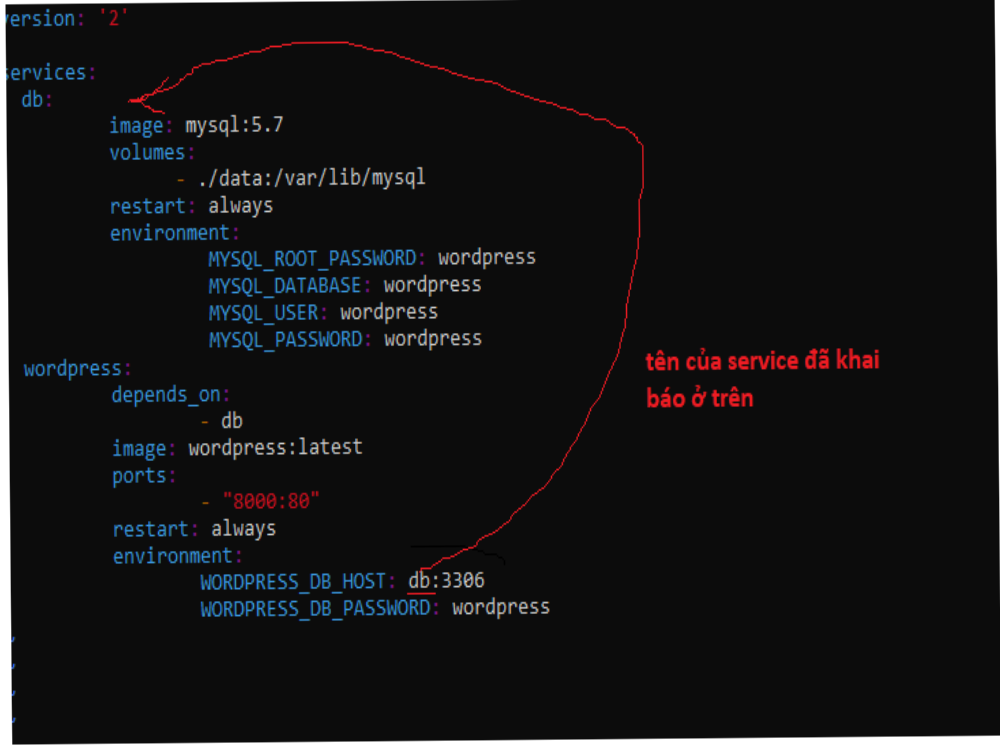 ersion: '2'
ervices:
db:
image: mysql:5.7
volumes:
- ./data:/var/lib/mysql
restart: always
environment:
MYSQL_ROOT_PASSWORD: wordpress
MYSQL_DATABASE: wordpress
MYSQL_USER: wordpress
MYSQL_PASSWORD: wordpress
wordpress:
depends_on:
- db
image: wordpress:latest
ports:
- "8000:80"
restart: always
environment:
WORDPRESS_DB_HOST: db:3306
WORDPRESS_DB_PASSWORD: wordpress
tên của service đã khai
báo ở trên